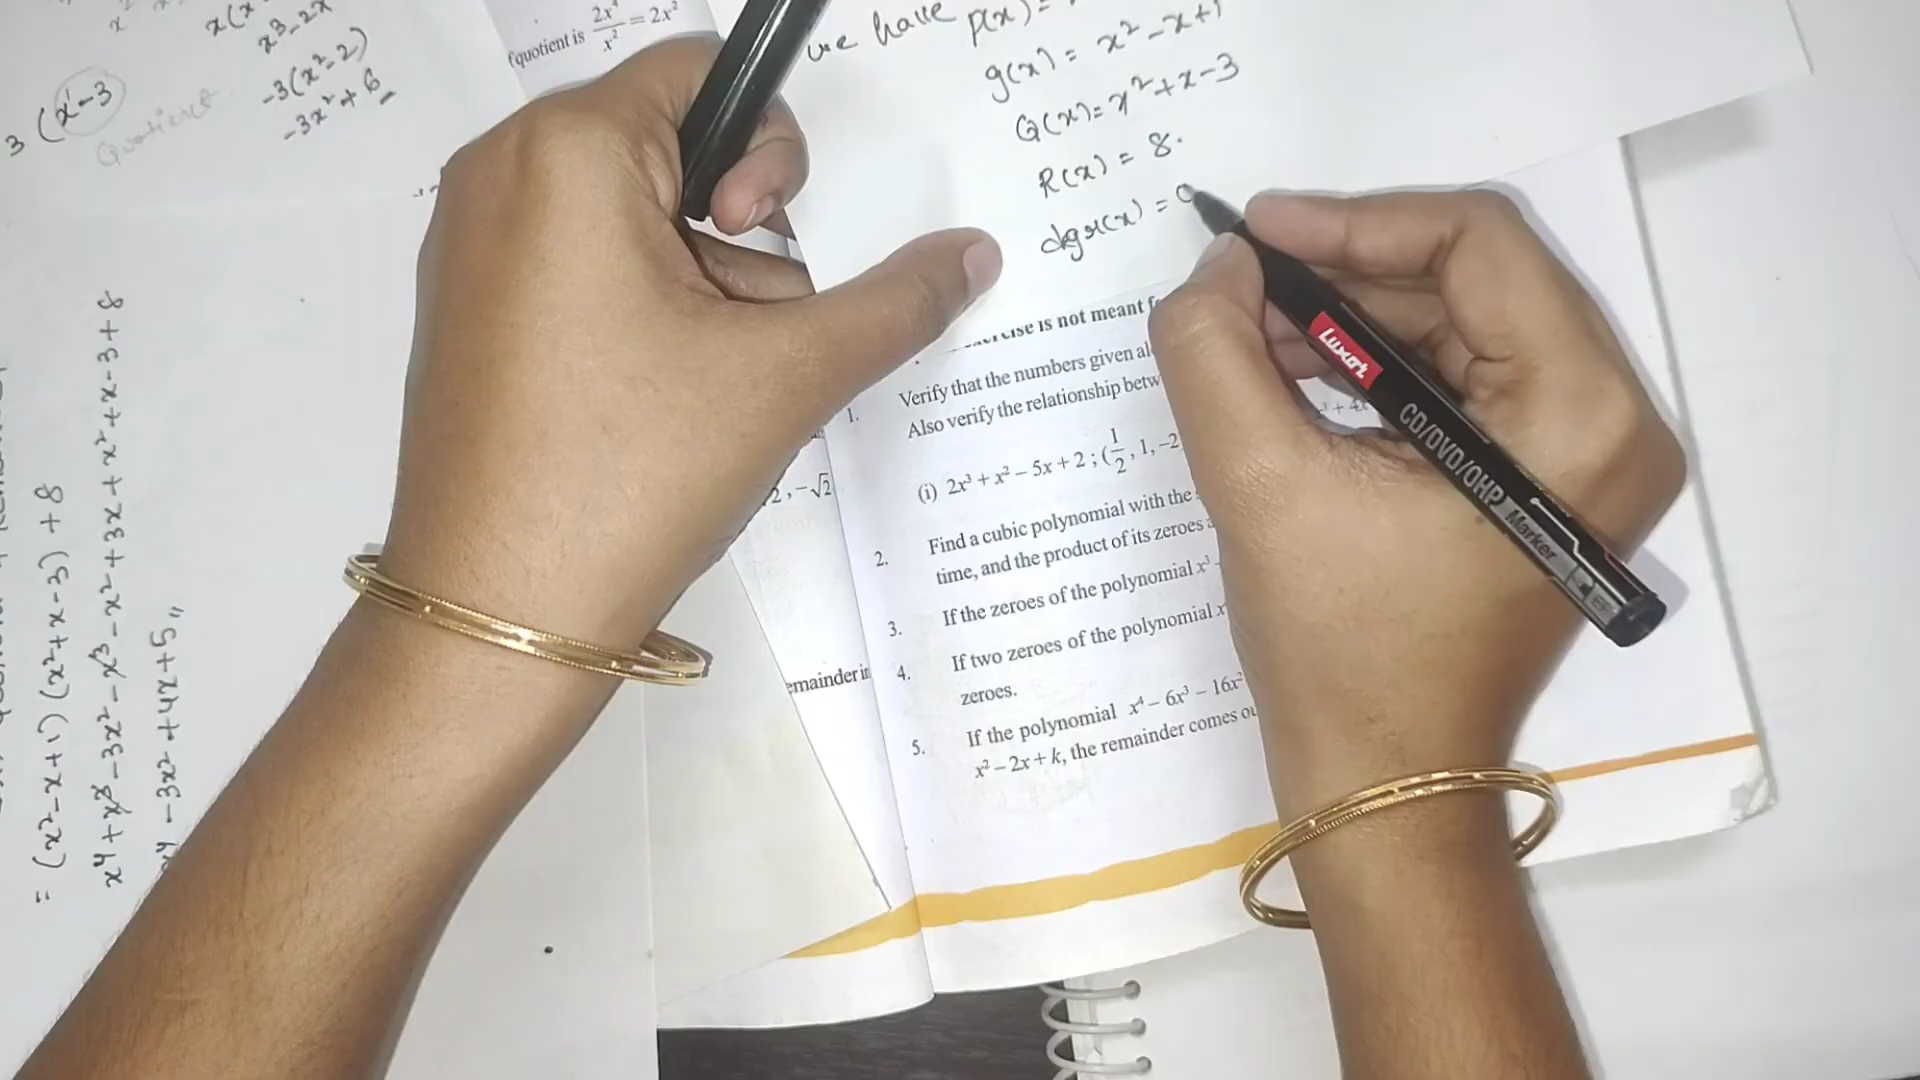 x³-2x
-3(x²-2)
-3x²+6
3 (x¹-3
Quotient
(quotient is 2x⁴/x² = 2x²
we have p(x) =
g(x) = x²-x+1
Q(x) = x²+x-3
R(x) = 8.
deg r(x) = 0
= (x²-x+1) (x²+x-3) + 8
x⁴+x³-3x²-x³-x²+3x+x²+x-3+8
-3x²+4x+5,,
is not meant f
1. Verify that the numbers given al
Also verify the relationship betw
(i) 2x³ + x² – 5x + 2 ; (1/2, 1, –2
2. Find a cubic polynomial with the
time, and the product of its zeroes
3. If the zeroes of the polynomial x³
4. If two zeroes of the polynomial x
zeroes.
5. If the polynomial x⁴ – 6x³ – 16x²
x² – 2x + k, the remainder comes ou
2, –√2
emainder i
Luxor
CD/DVD/OHP Marker